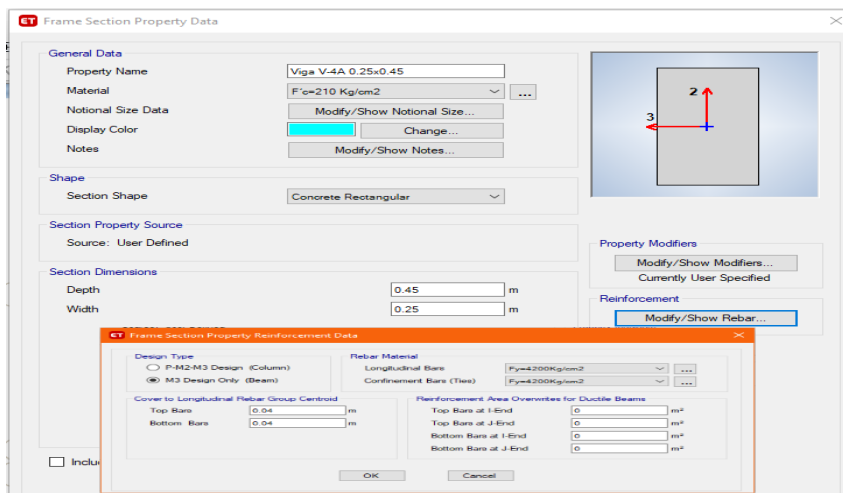 ET Frame Section Property Data
General Data
Property Name Viga V-4A 0.25x0.45
Material F´c=210 Kg/cm2 ...
Notional Size Data Modify/Show Notional Size...
Display Color Change...
Notes Modify/Show Notes...
2
3
Shape
Section Shape Concrete Rectangular
Section Property Source
Source: User Defined
Property Modifiers
Modify/Show Modifiers...
Currently User Specified
Section Dimensions
Depth 0.45 m
Width 0.25 m
Reinforcement
Modify/Show Rebar...
ET Frame Section Property Reinforcement Data
Design Type
P-M2-M3 Design (Column)
M3 Design Only (Beam)
Rebar Material
Longitudinal Bars Fy=4200Kg/cm2 ...
Confinement Bars (Ties) Fy=4200Kg/cm2 ...
Cover to Longitudinal Rebar Group Centroid
Top Bars 0.04 m
Bottom Bars 0.04 m
Reinforcement Area Overwrites for Ductile Beams
Top Bars at I-End 0 m²
Top Bars at J-End 0 m²
Bottom Bars at I-End 0 m²
Bottom Bars at J-End 0 m²
Inclu
OK Cancel